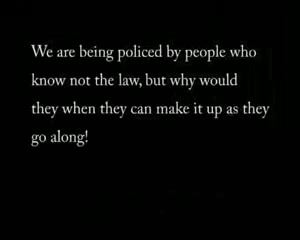 We are being policed by people who
know not the law, but why would
they when they can make it up as they
go along!